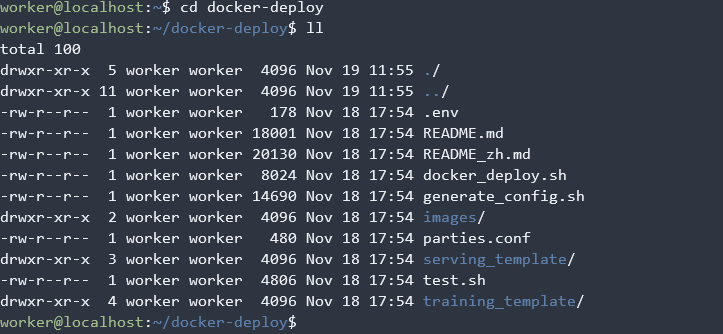 worker@localhost:~$ cd docker-deploy
worker@localhost:~/docker-deploy$ ll
total 100
drwxr-xr-x  5 worker worker  4096 Nov 19 11:55 ./
drwxr-xr-x 11 worker worker  4096 Nov 19 11:55 ../
-rw-r--r--  1 worker worker   178 Nov 18 17:54 .env
-rw-r--r--  1 worker worker 18001 Nov 18 17:54 README.md
-rw-r--r--  1 worker worker 20130 Nov 18 17:54 README_zh.md
-rw-r--r--  1 worker worker  8024 Nov 18 17:54 docker_deploy.sh
-rw-r--r--  1 worker worker 14690 Nov 18 17:54 generate_config.sh
drwxr-xr-x  2 worker worker  4096 Nov 18 17:54 images/
-rw-r--r--  1 worker worker   480 Nov 18 17:54 parties.conf
drwxr-xr-x  3 worker worker  4096 Nov 18 17:54 serving_template/
-rw-r--r--  1 worker worker  4806 Nov 18 17:54 test.sh
drwxr-xr-x  4 worker worker  4096 Nov 18 17:54 training_template/
worker@localhost:~/docker-deploy$